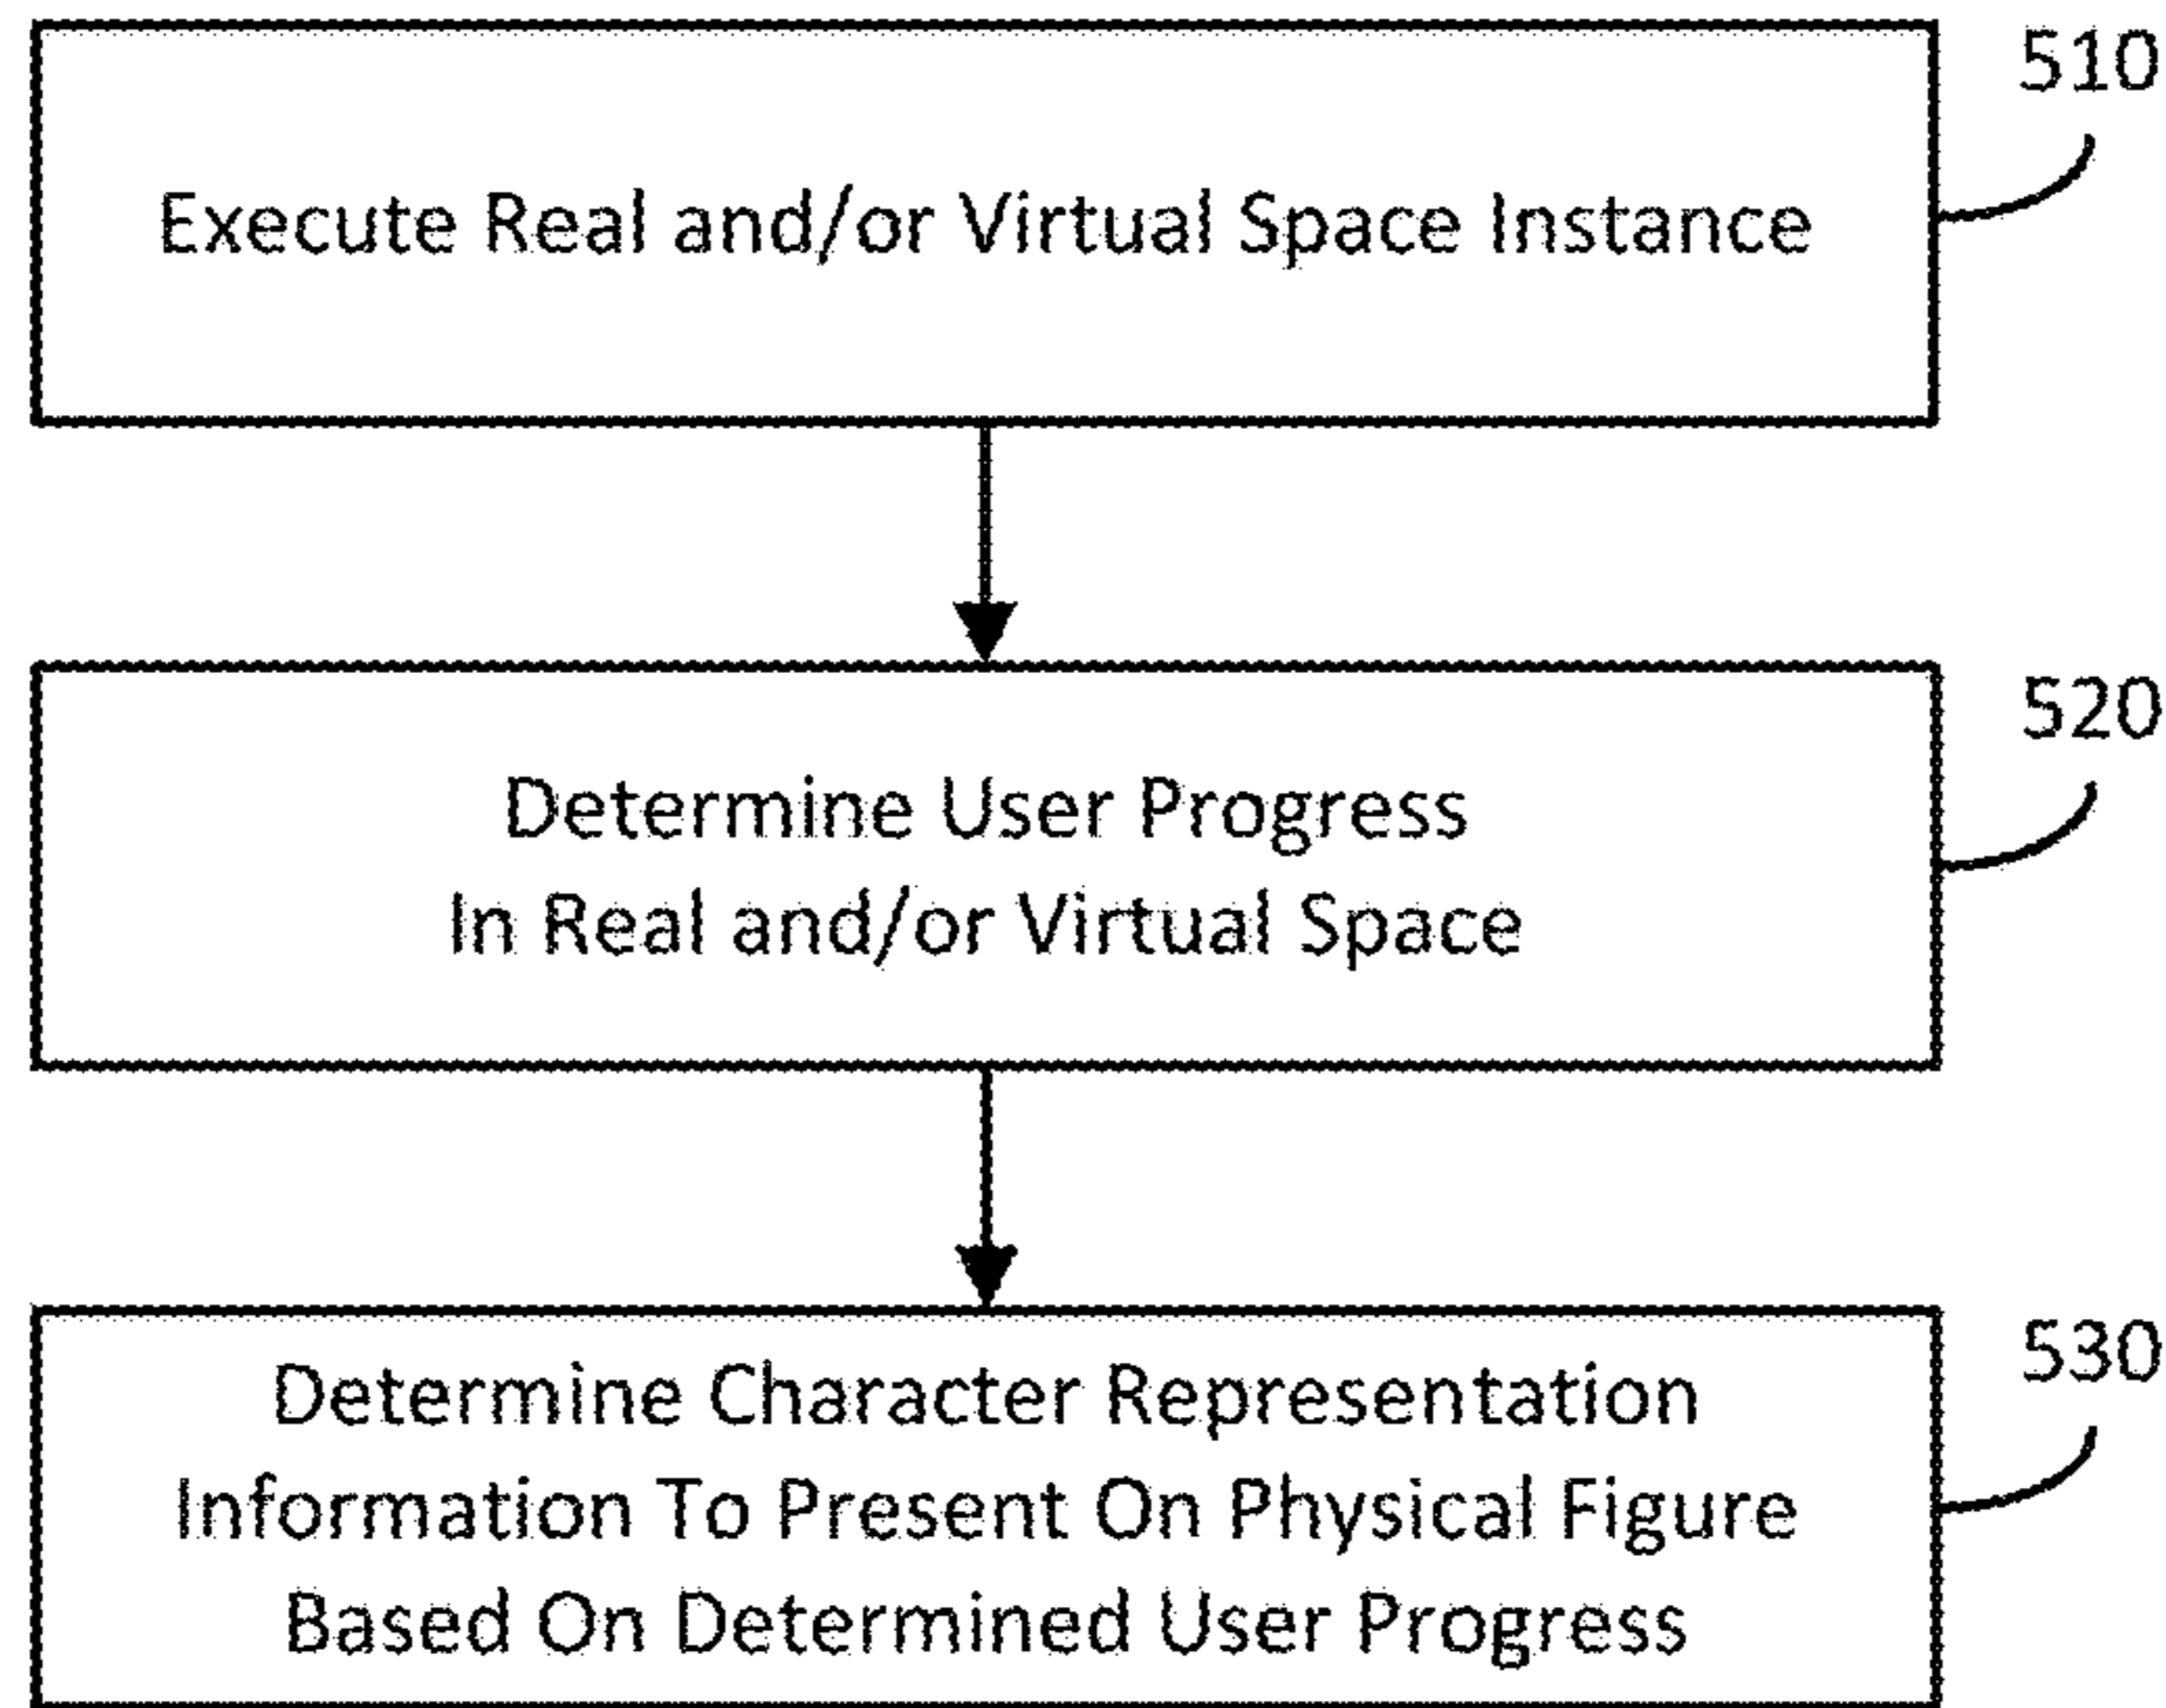 510
Execute Real and/or Virtual Space Instance
520
Determine User Progress
In Real and/or Virtual Space
530
Determine Character Representation
Information To Present On Physical Figure
Based On Determined User Progress